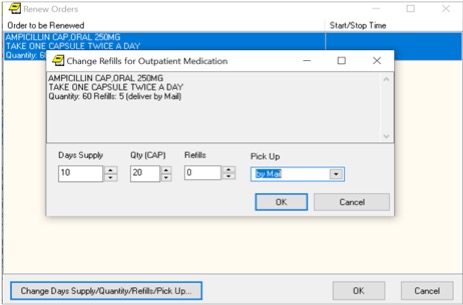 Renew Orders
Order to be Renewed Start/Stop Time
AMPICILLIN CAP,ORAL 250MG
TAKE ONE CAPSULE TWICE A DAY
Quantity: 6
Change Refills for Outpatient Medication
AMPICILLIN CAP,ORAL 250MG
TAKE ONE CAPSULE TWICE A DAY
Quantity: 60 Refills: 5 (deliver by Mail)
Days Supply Qty (CAP) Refills Pick Up
10 20 0 by Mail
OK Cancel
Change Days Supply/Quantity/Refills/Pick Up... OK Cancel